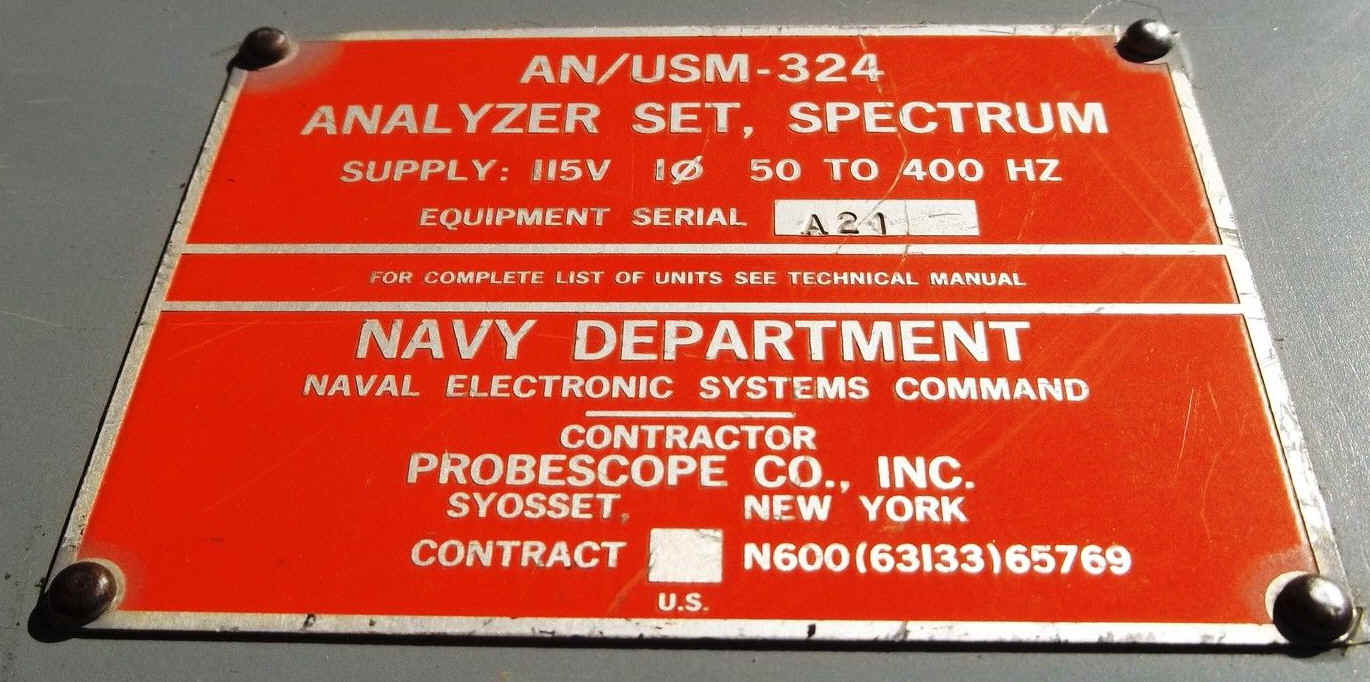 AN/USM-324
ANALYZER SET, SPECTRUM
SUPPLY: 115V 1Ø 50 TO 400 HZ
EQUIPMENT SERIAL A21
FOR COMPLETE LIST OF UNITS SEE TECHNICAL MANUAL
NAVY DEPARTMENT
NAVAL ELECTRONIC SYSTEMS COMMAND
CONTRACTOR
PROBESCOPE CO., INC.
SYOSSET, NEW YORK
CONTRACT N600(63133)65769
U.S.